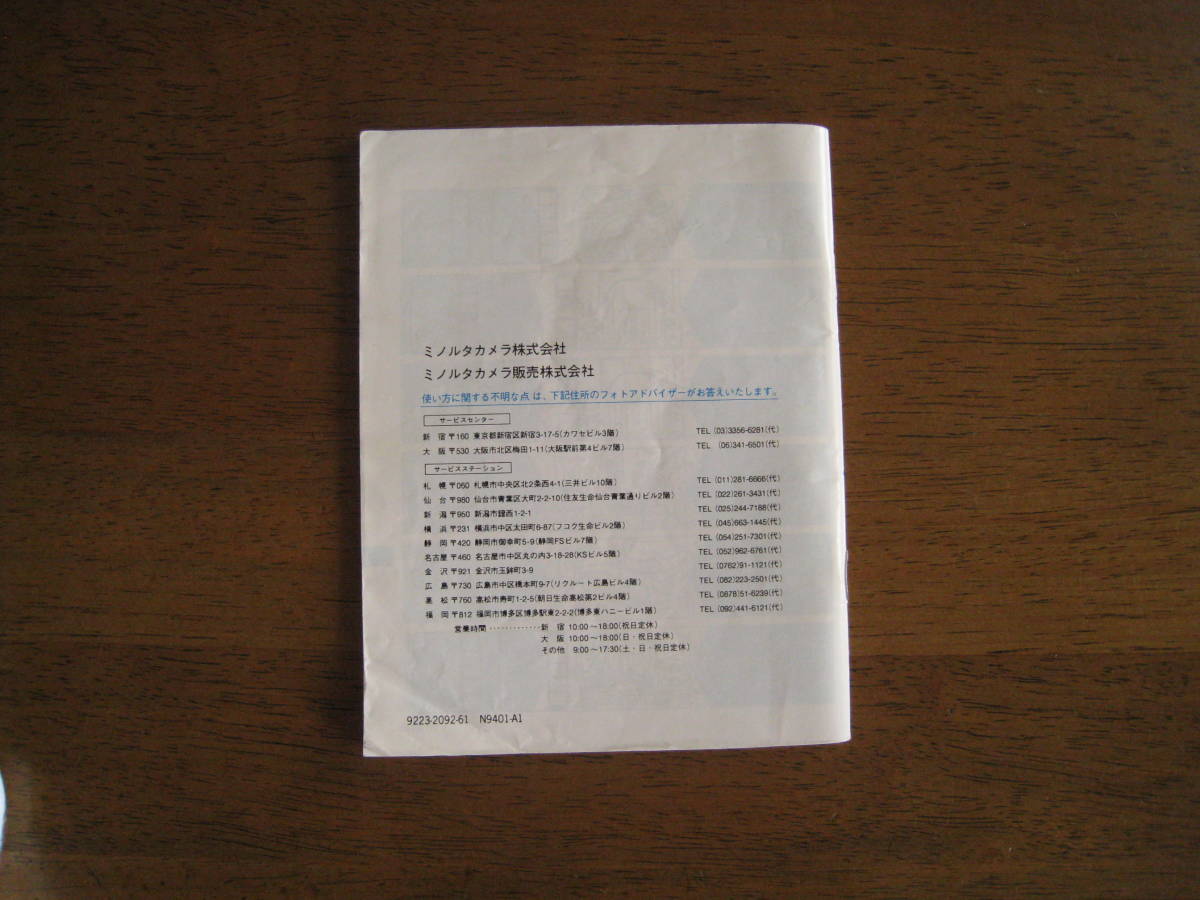 ミノルタカメラ株式会社
ミノルタカメラ販売株式会社
使い方に関する不明な点は、下記住所のフォトアドバイザーがお答えいたします。
サービスセンター
新 宿 〒160 東京都新宿区新宿3-17-5(カワセビル3階) TEL (03)3356-6281(代)
大 阪 〒530 大阪市北区梅田1-11(大阪駅前第4ビル7階) TEL (06)341-6501(代)
サービスステーション
札 幌 〒060 札幌市中央区北2条西4-1(三井ビル10階) TEL (011)281-6666(代)
仙 台 〒980 仙台市青葉区大町2-2-10(住友生命仙台青葉通りビル2階) TEL (022)261-3431(代)
新 潟 〒950 新潟市鐙西1-2-1 TEL (025)244-7188(代)
横 浜 〒231 横浜市中区太田町6-87(フコク生命ビル2階) TEL (045)663-1445(代)
静 岡 〒420 静岡市御幸町5-9(静岡FSビル7階) TEL (054)251-7301(代)
名古屋 〒460 名古屋市中区丸の内3-18-28(KSビル5階) TEL (052)962-6761(代)
金 沢 〒921 金沢市玉鉾町3-9 TEL (0762)91-1121(代)
広 島 〒730 広島市中区橋本町9-7(リクルート広島ビル4階) TEL (082)223-2501(代)
高 松 〒760 高松市寿町1-2-5(朝日生命高松第2ビル4階) TEL (0878)51-6239(代)
福 岡 〒812 福岡市博多区博多駅東2-2-2(博多東ハニービル1階) TEL (092)441-6121(代)
営業時間 ············· 新 宿 10:00～18:00(祝日定休)
大 阪 10:00～18:00(日・祝日定休)
その他 9:00～17:30(土・日・祝日定休)
9223-2092-61 N9401-A1